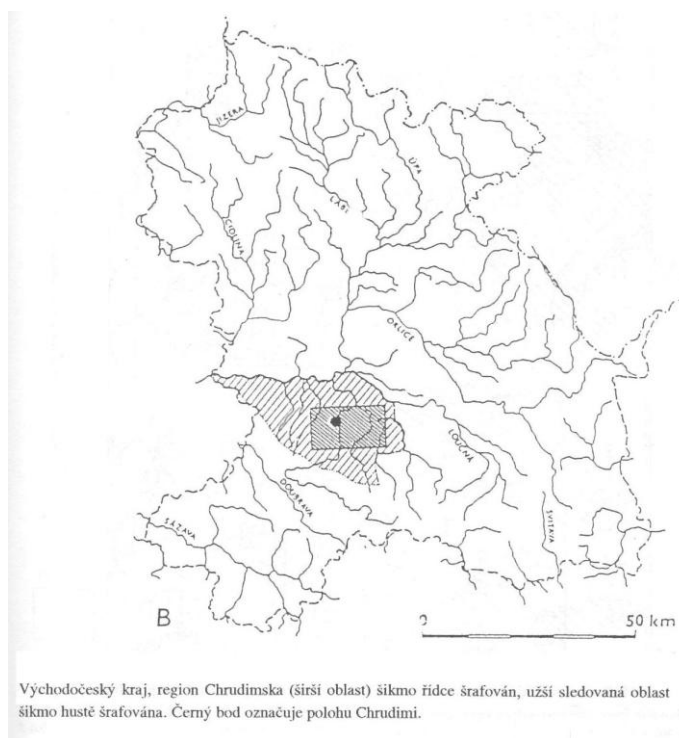 JIZERA
ÚPA
LABE
CIDLINA
ORLICE
LOUČNÁ
DOUBRAVA
SÁZAVA
SVITAVA
B
0 50 km
Východočeský kraj, region Chrudimska (širší oblast) šikmo řídce šrafován, užší sledovaná oblast
šikmo hustě šrafována. Černý bod označuje polohu Chrudimi.